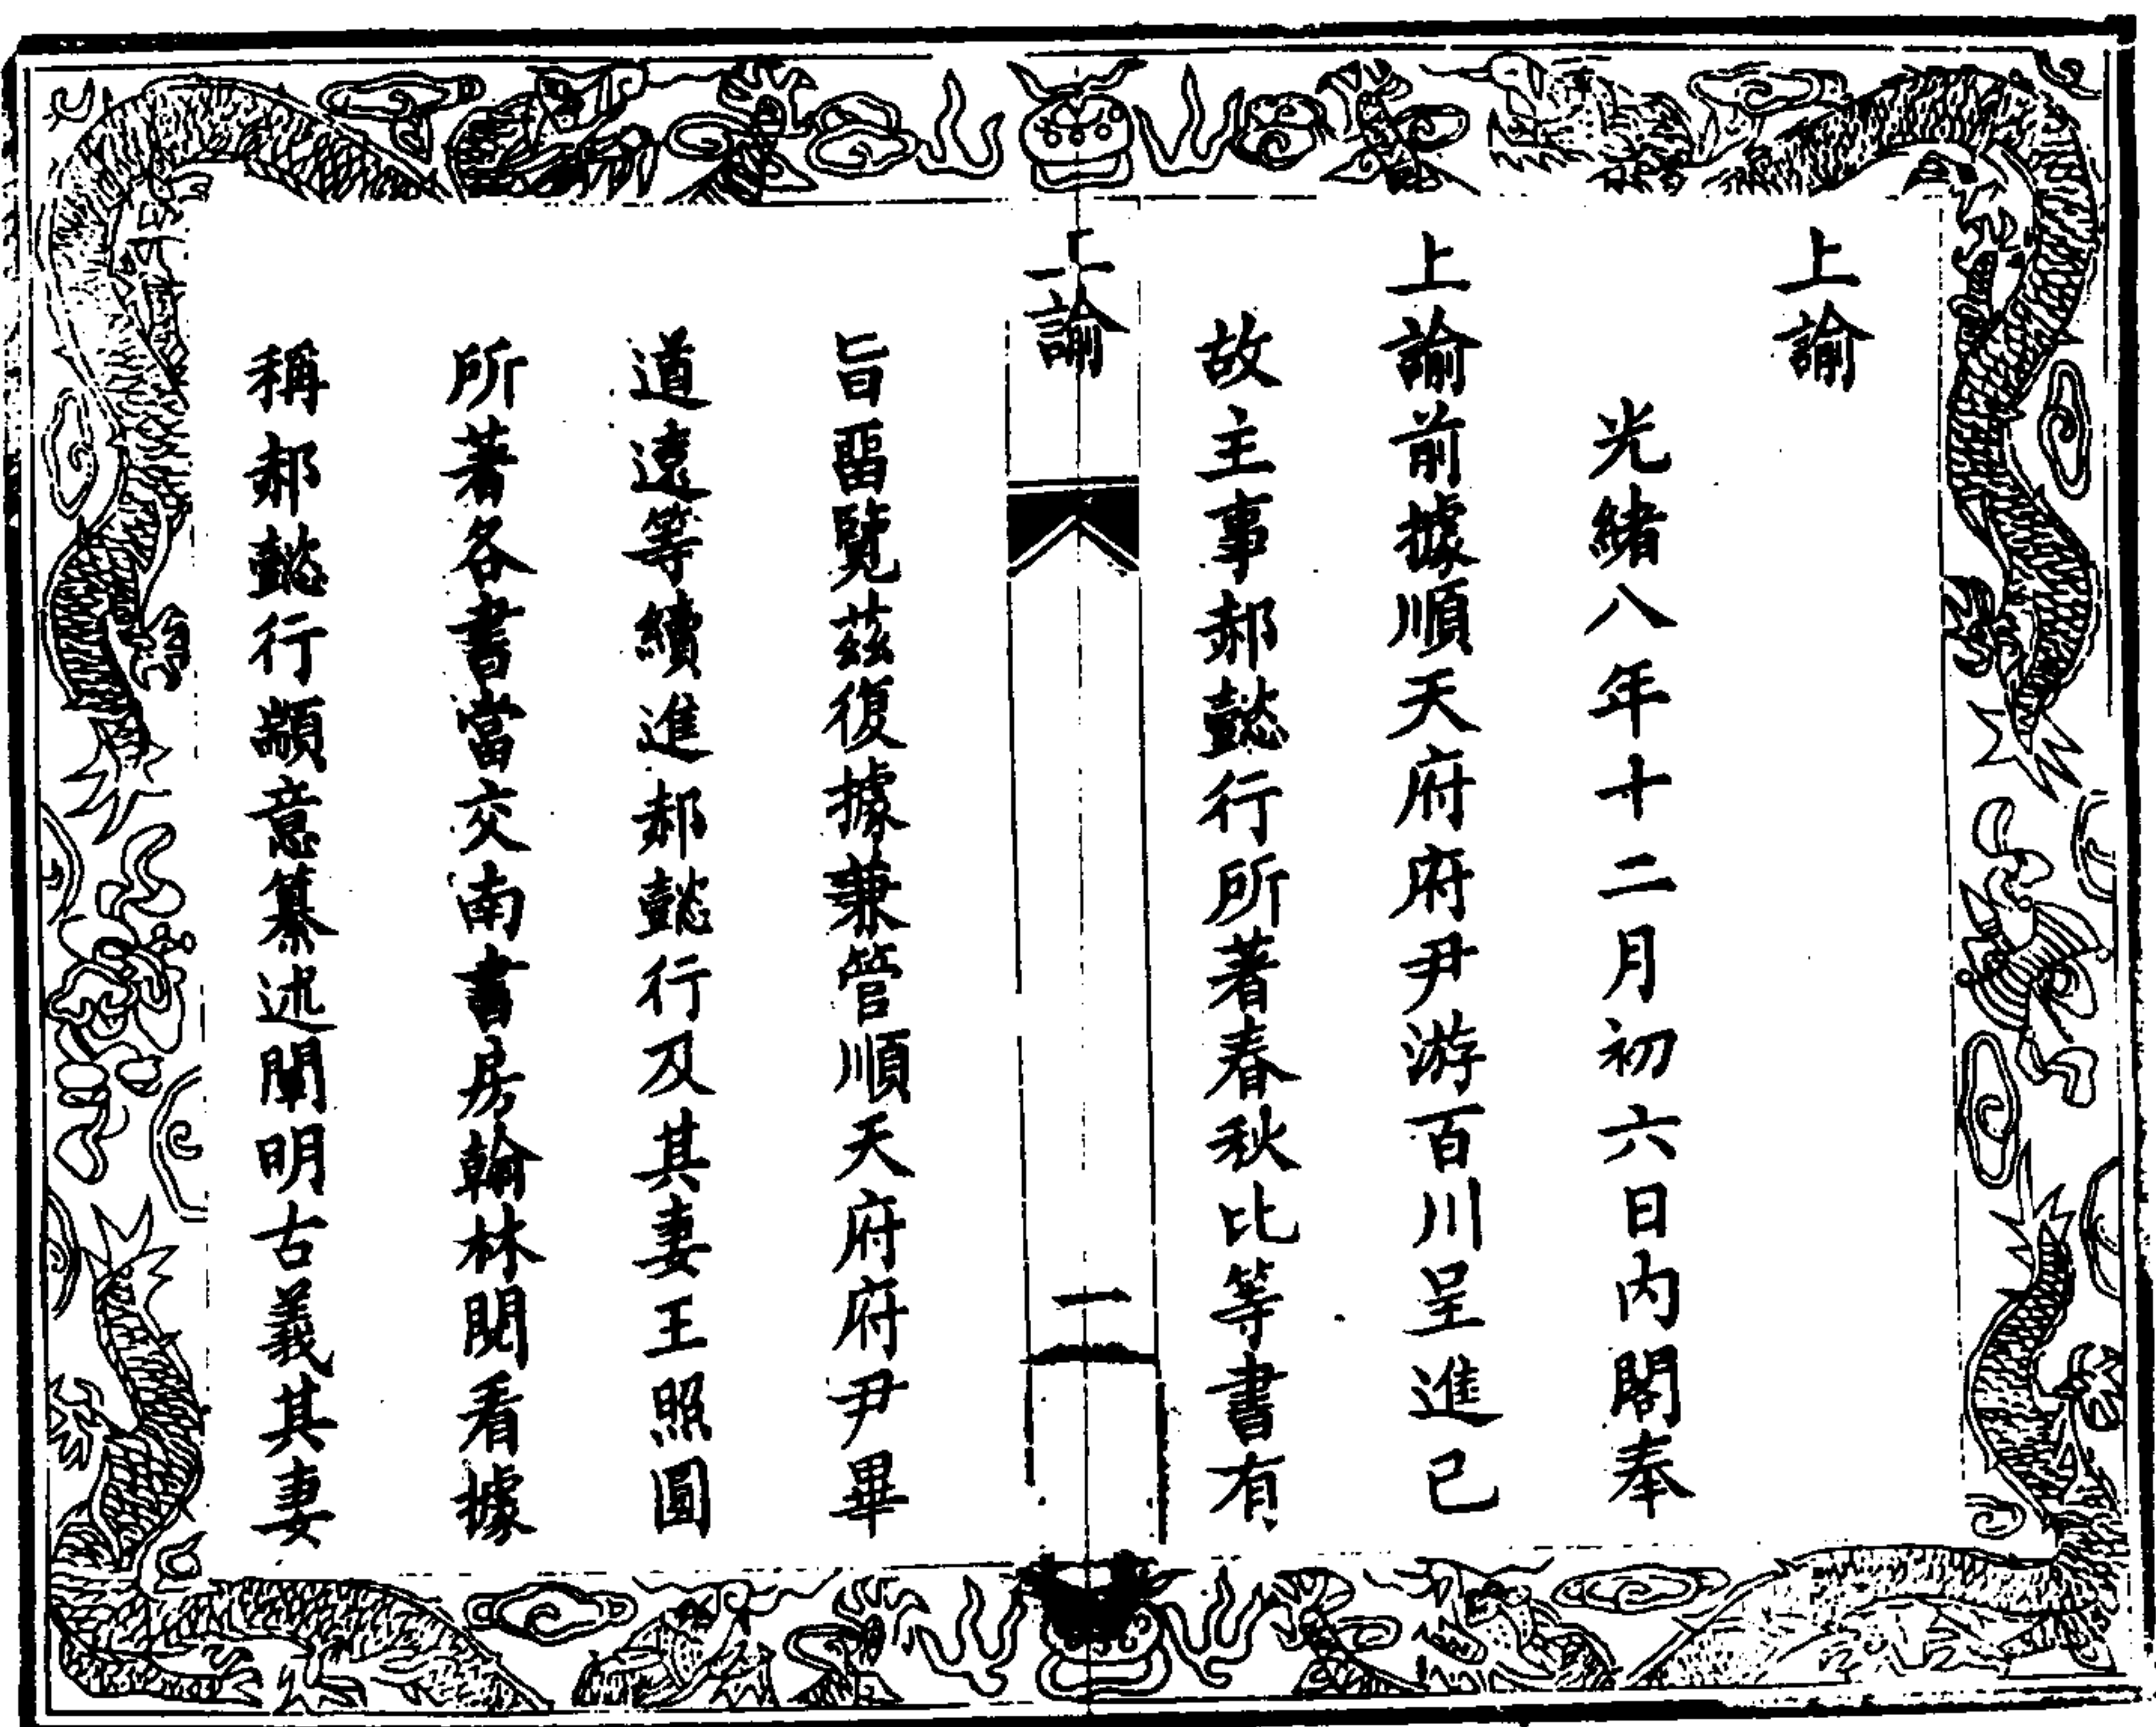 上諭
光緒八年十二月初六日內閣奉
上諭前據順天府府尹游百川呈進已
故主事郝懿行所著春秋比等書有
上諭
一
旨畱覽茲復據兼管順天府府尹畢
道遠等續進郝懿行及其妻王照圓
所著各書當交南書房翰林閱看據
稱郝懿行顓意纂述闡明古義其妻